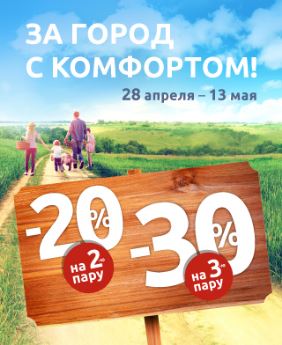 ЗА ГОРОД
С КОМФОРТОМ!
28 апреля – 13 мая
-20%
на 2-ю
пару
-30%
на 3-ю
пару